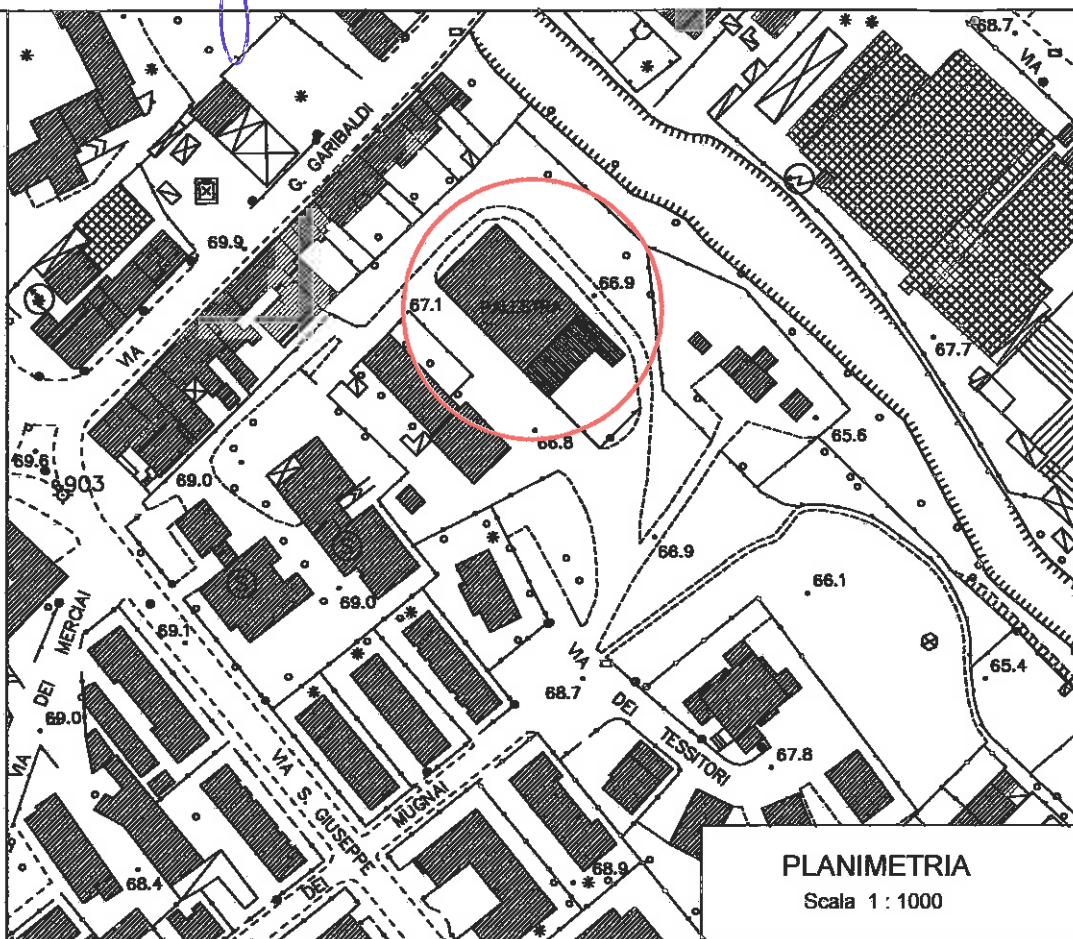 68.7
VIA
G. GARIBALDI
69.9
VIA
67.1
PALESTRA
66.9
67.7
P
69.6
903
69.0
66.8
65.6
66.9
66.1
69.0
69.1
VIA
DEI
MERCIAI
69.0
VIA
S. GIUSEPPE
VIA
DEI
TESSITORI
68.7
65.4
67.8
DEI
MUGNAI
68.4
68.9
PLANIMETRIA
Scala 1 : 1000